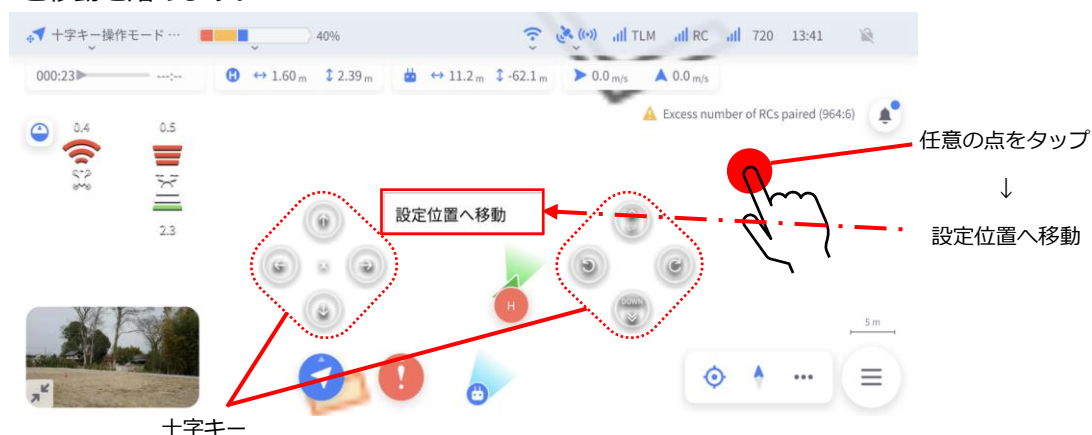 十字キー操作モード … 40% TLM RC 720 13:41
000:23 ---:-- H ↔ 1.60 m ↕ 2.39 m ↔ 11.2 m ↕ -62.1 m 0.0 m/s 0.0 m/s
Excess number of RCs paired (964:6)
0.4 0.5
2.3
任意の点をタップ
↓
設定位置へ移動
設定位置へ移動
DOWN
H
5 m
十字キー